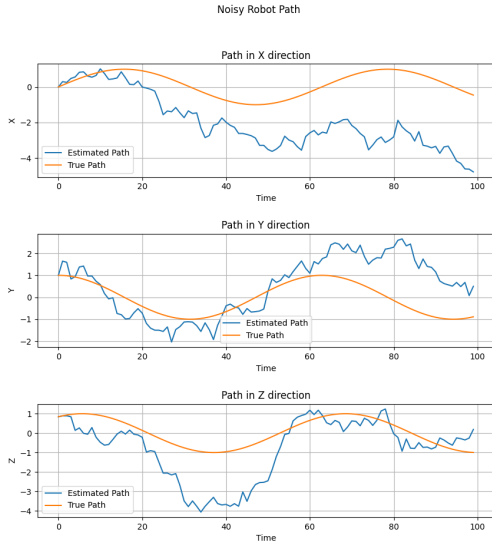 Noisy Robot Path
Path in X direction
0
−2
−4
X
Estimated Path
True Path
0 20 40 60 80 100
Time
Path in Y direction
2
1
0
−1
−2
Y
Estimated Path
True Path
0 20 40 60 80 100
Time
Path in Z direction
1
0
−1
−2
−3
−4
Z
Estimated Path
True Path
0 20 40 60 80 100
Time